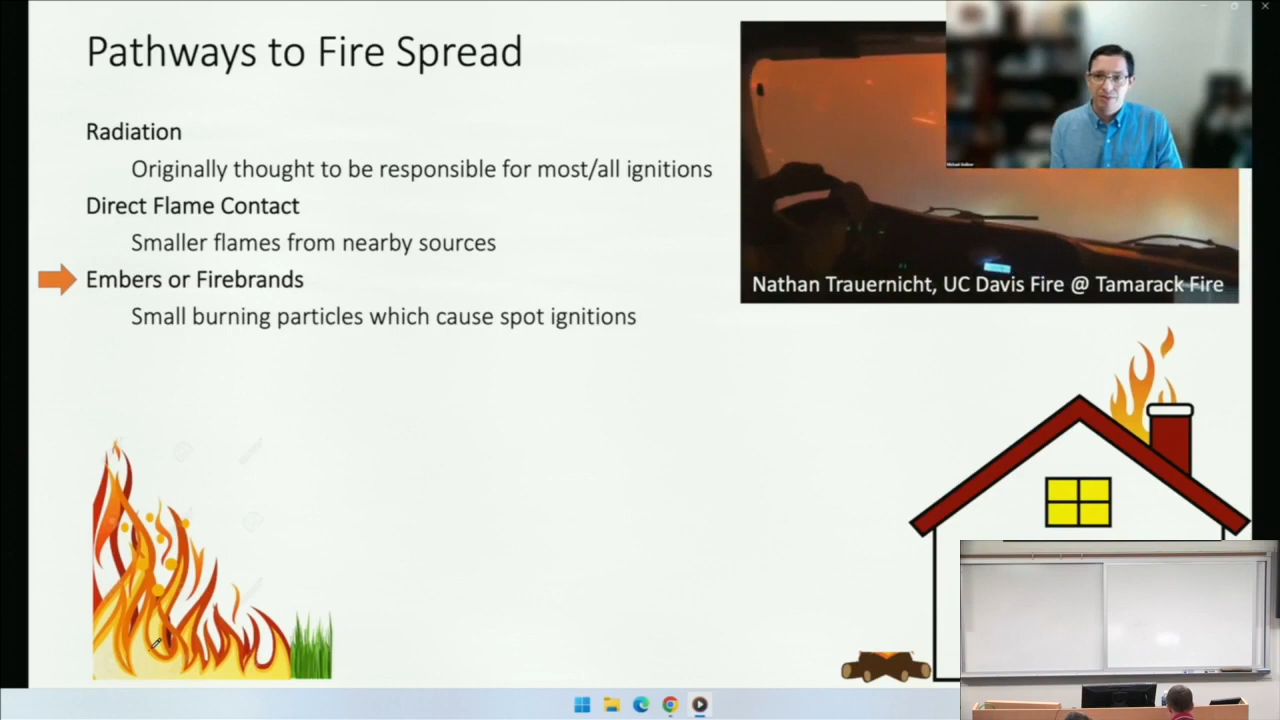 Pathways to Fire Spread
Radiation
Originally thought to be responsible for most/all ignitions
Direct Flame Contact
Smaller flames from nearby sources
Embers or Firebrands
Small burning particles which cause spot ignitions
Nathan Trauernicht, UC Davis Fire @ Tamarack Fire